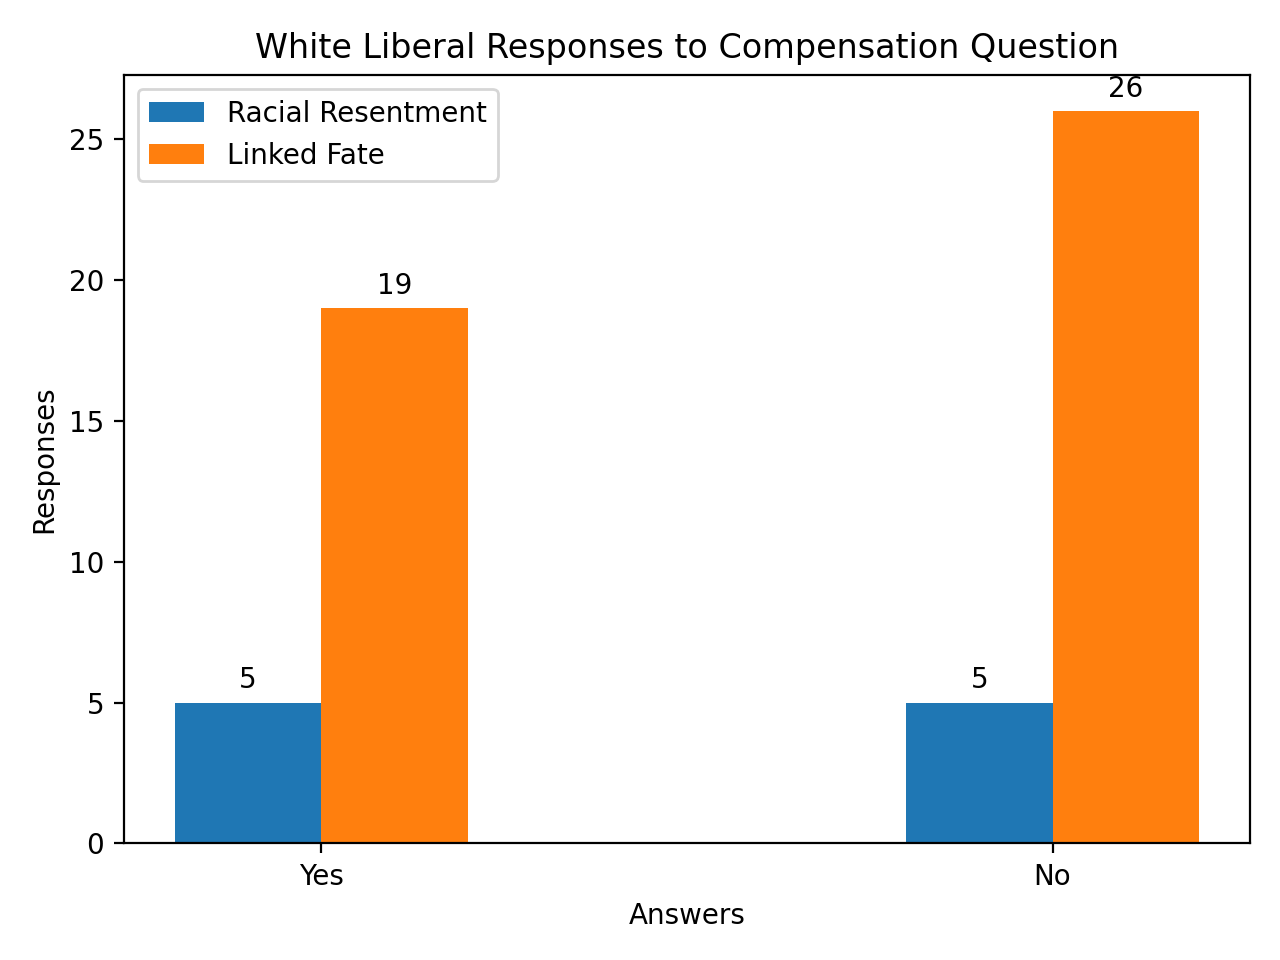 White Liberal Responses to Compensation Question
Racial Resentment
Linked Fate
26
25
20
19
15
10
5
5
5
0
Responses
Yes
No
Answers